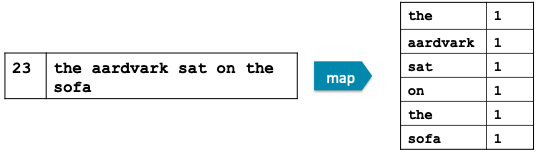 23 the aardvark sat on the
sofa
map
the 1
aardvark 1
sat 1
on 1
the 1
sofa 1